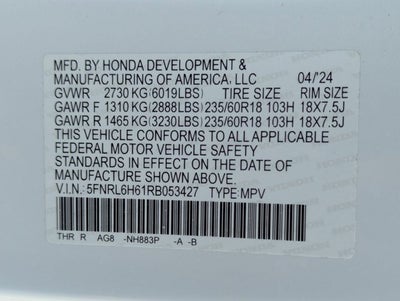 MFD. BY HONDA DEVELOPMENT &
MANUFACTURING OF AMERICA, LLC 04/'24
GVWR 2730 KG (6019LBS) TIRE SIZE RIM SIZE
GAWR F 1310 KG (2888LBS) 235/60R18 103H 18X7.5J
GAWR R 1465 KG (3230LBS) 235/60R18 103H 18X7.5J
THIS VEHICLE CONFORMS TO ALL APPLICABLE
FEDERAL MOTOR VEHICLE SAFETY
STANDARDS IN EFFECT ON THE DATE OF
MANUFACTURE SHOWN ABOVE.
V.I.N.: 5FNRL6H61RB053427 TYPE: MPV
THR R AG8 -NH883P -A -B